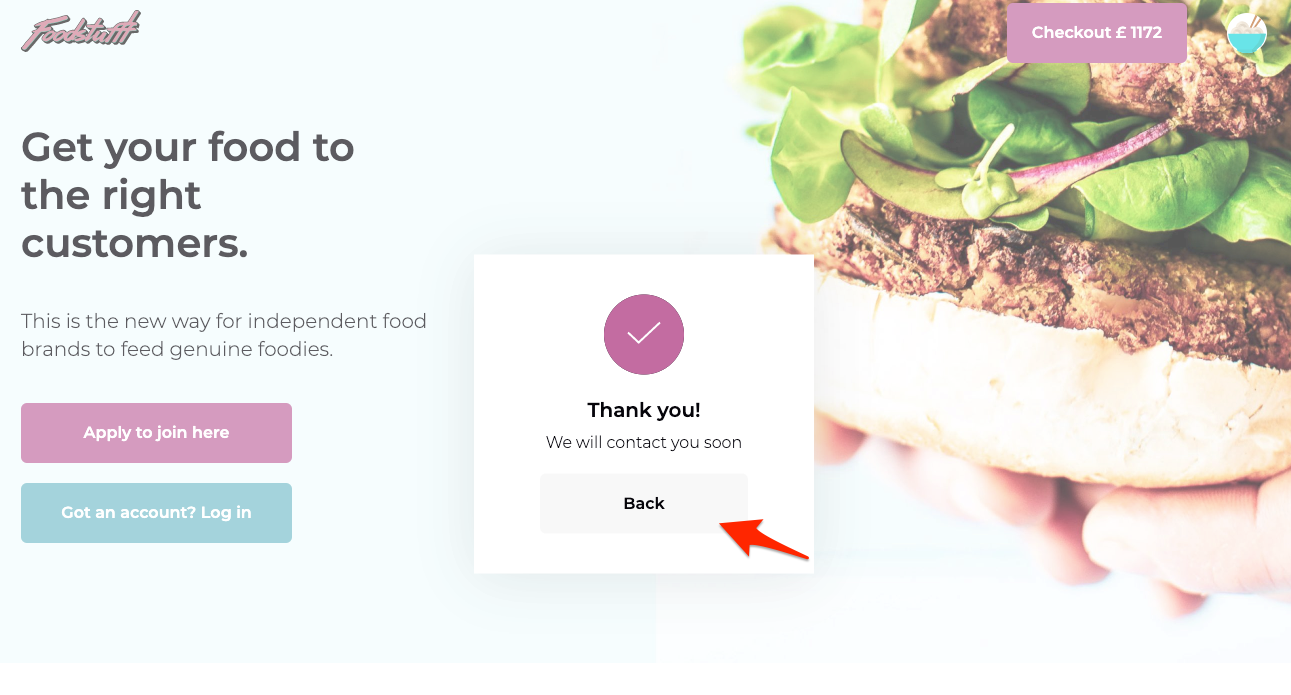 Foodstufff
Checkout £ 1172
Get your food to
the right
customers.
This is the new way for independent food
brands to feed genuine foodies.
Apply to join here
Got an account? Log in
Thank you!
We will contact you soon
Back